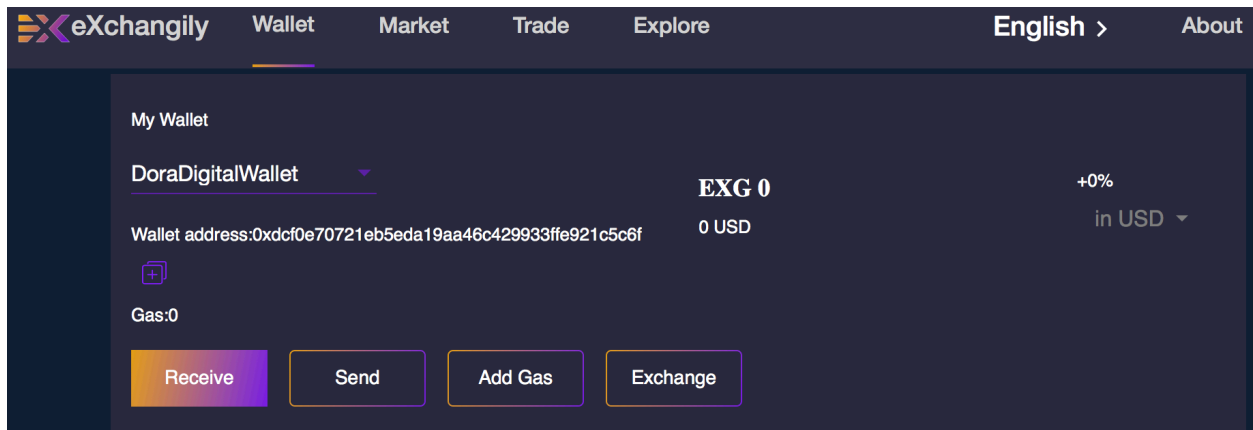 eXchangily Wallet Market Trade Explore English > About
My Wallet
DoraDigitalWallet
EXG 0
+0%
0 USD
in USD
Wallet address:0xdcf0e70721eb5eda19aa46c429933ffe921c5c6f
Gas:0
Receive Send Add Gas Exchange